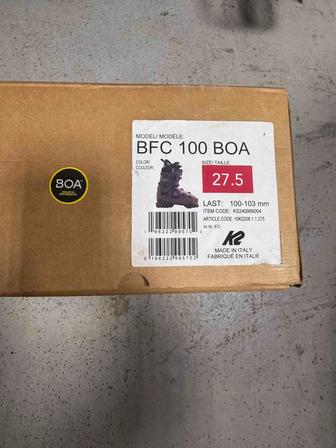 MODEL/ MODÈLE:
BFC 100 BOA
COLOR/
COULEUR:
SIZE/ TAILLE:
27.5
BOA
LAST: 100-103 mm
ITEM CODE: KS240069004
ARTICLE CODE: 10K2208.1.1.275
K2
MADE IN ITALY
FABRIQUÉ EN ITALIE